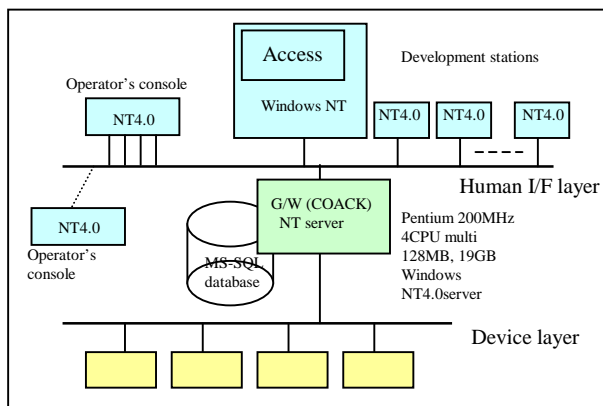 Access
Windows NT
Development stations
Operator's console
NT4.0
NT4.0
NT4.0
NT4.0
Human I/F layer
NT4.0
Operator's
console
G/W (COACK)
NT server
MS-SQL
database
Pentium 200MHz
4CPU multi
128MB, 19GB
Windows
NT4.0server
Device layer